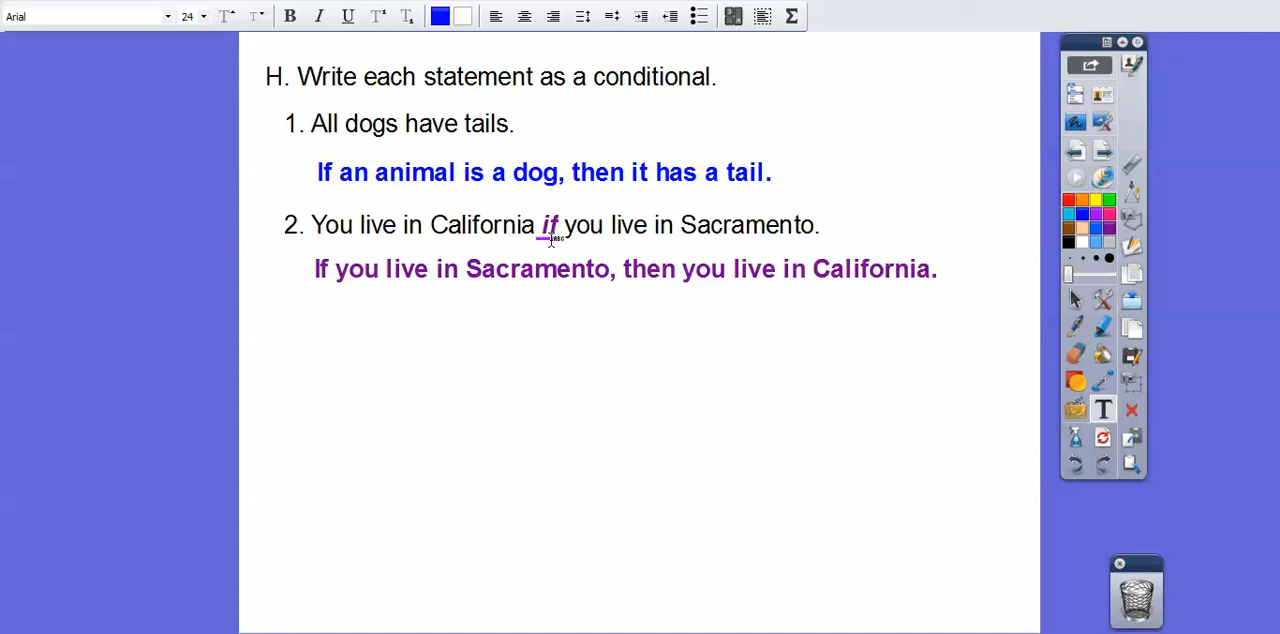 Arial
24
B I U T T
H. Write each statement as a conditional.
1. All dogs have tails.
If an animal is a dog, then it has a tail.
2. You live in California if you live in Sacramento.
If you live in Sacramento, then you live in California.
T